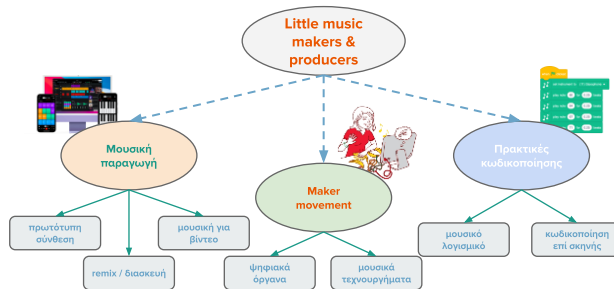 Little music
makers &
producers
Μουσική
παραγωγή
Maker
movement
Πρακτικές
κωδικοποίησης
πρωτότυπη
σύνθεση
remix / διασκευή
μουσική για
βίντεο
ψηφιακά
όργανα
μουσικά
τεχνουργήματα
μουσικό
λογισμικό
κωδικοποίηση
επί σκηνής